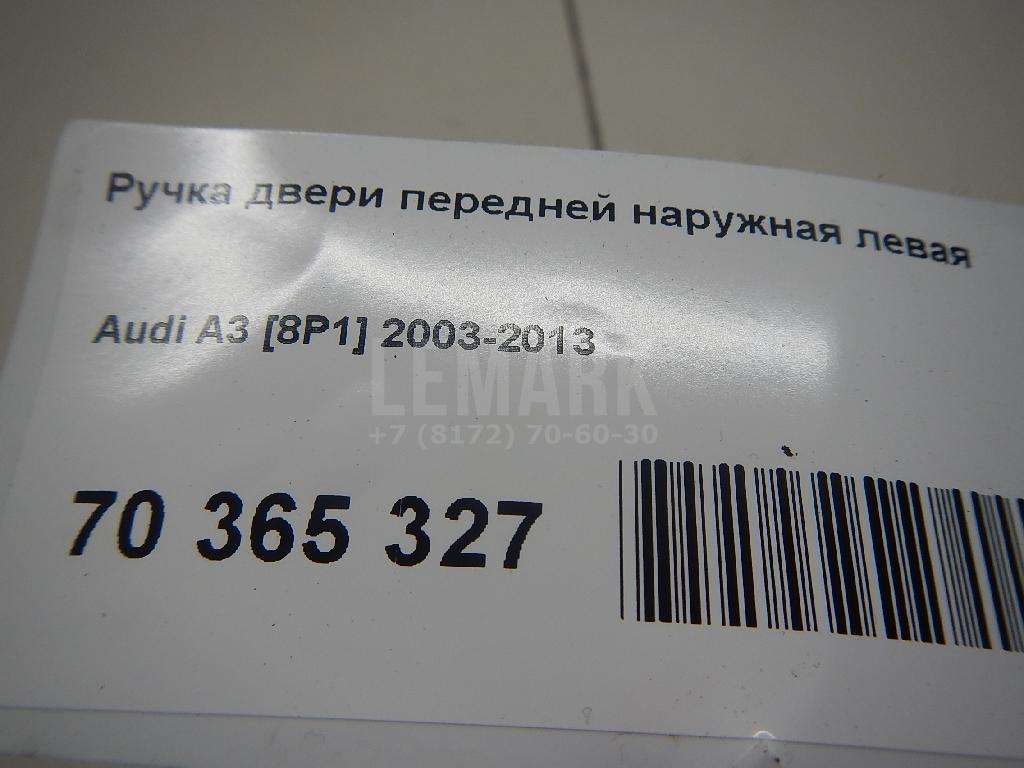 Ручка двери передней наружная левая
Audi A3 [8P1] 2003-2013
LEMARK
+7 (8172) 70-60-30
70 365 327